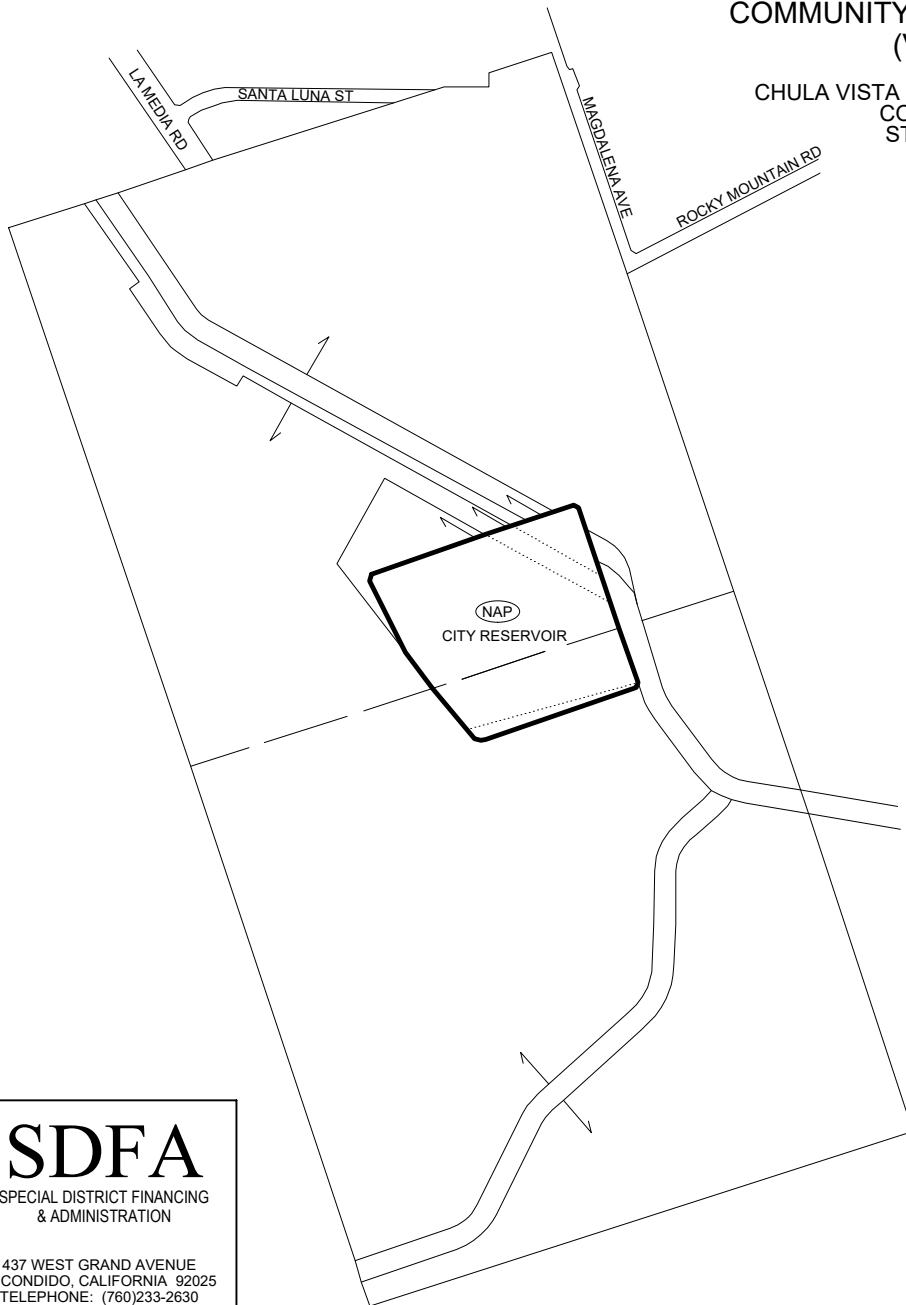 COMMUNITY
(V
CHULA VISTA
CO
ST
LA MEDIA RD
SANTA LUNA ST
MAGDALENA AVE
ROCKY MOUNTAIN RD
NAP
CITY RESERVOIR
SDFA
SPECIAL DISTRICT FINANCING
& ADMINISTRATION
437 WEST GRAND AVENUE
CONDIDO, CALIFORNIA 92025
TELEPHONE: (760)233-2630